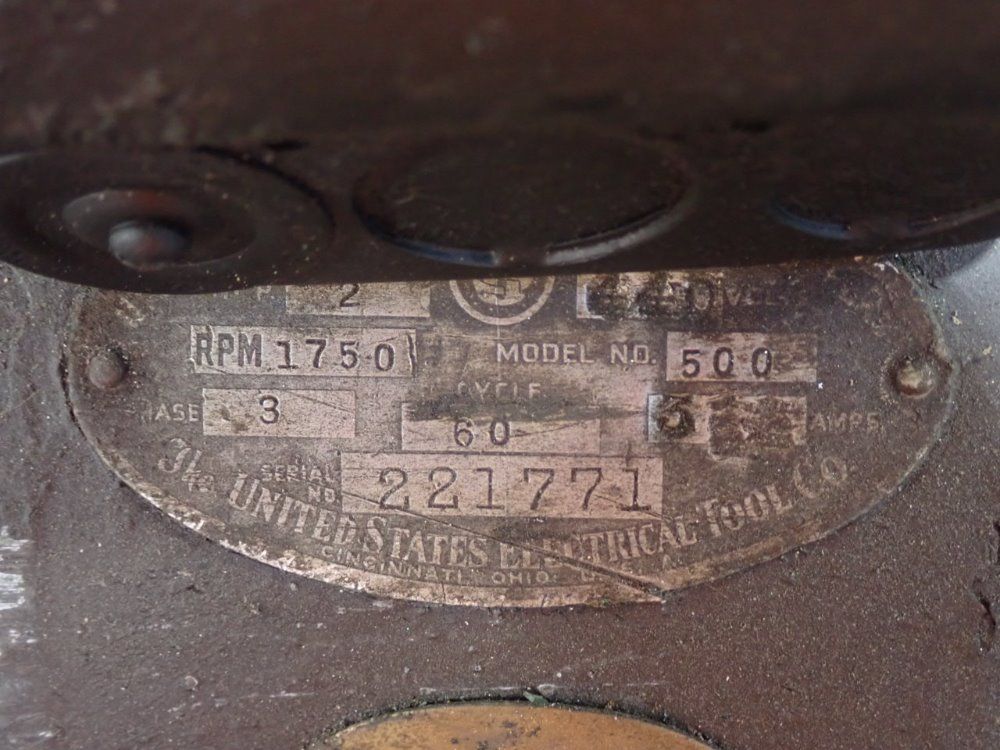 2
RPM 1750 MODEL NO. 500
CYCLE
PHASE 3 60 AMPS.
SERIAL NO. 221771
The UNITED STATES ELECTRICAL TOOL CO.
CINCINNATI, OHIO, U.S.A.